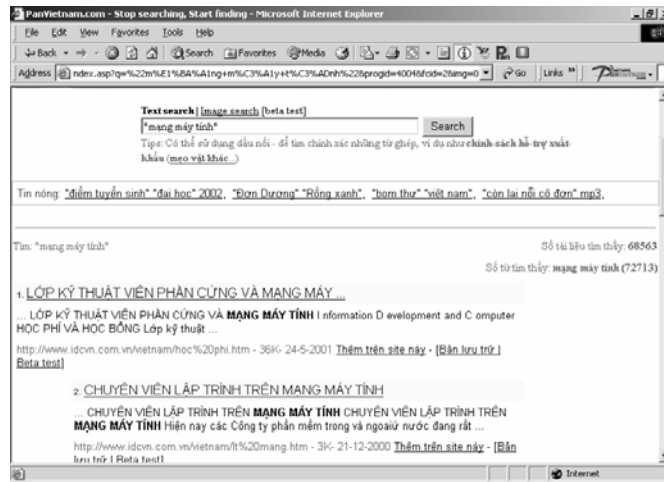 PanVietnam.com - Stop searching, Start finding - Microsoft Internet Explorer
File Edit View Favorites Tools Help
Back Search Favorites Media
Address ndex.asp?q=%22m%E1%BA%A1ng+m%C3%A1y+t%C3%ADnh%22&progid=4004&fcid=2&img=0 Go Links
Text search | Image search [beta test]
"mạng máy tính" Search
Tips: Có thể sử dụng dấu nối - để tìm chính xác những từ ghép, ví dụ như chính-sách hỗ-trợ xuất-
khẩu (mẹo vặt khác...)
Tin nóng: "điểm tuyển sinh" "đại học" 2002, "Đơn Dương" "Rồng xanh", "bom thư" "việt nam", "còn lại nỗi cô đơn" mp3,
Tìm: "mạng máy tính" Số tài liệu tìm thấy: 68563
Số từ tìm thấy: mạng máy tính (72713)
1. LỚP KỸ THUẬT VIÊN PHẦN CỨNG VÀ MẠNG MÁY ...
... LỚP KỸ THUẬT VIÊN PHẦN CỨNG VÀ MẠNG MÁY TÍNH I nformation D evelopment and C omputer
HỌC PHÍ VÀ HỌC BỔNG Lớp kỹ thuật ...
http://www.idcvn.com.vn/vietnam/hoc%20phi.htm - 36K- 24-5-2001 Thêm trên site này - [Bản lưu trữ |
Beta test]
2. CHUYÊN VIÊN LẬP TRÌNH TRÊN MẠNG MÁY TÍNH
... CHUYÊN VIÊN LẬP TRÌNH TRÊN MẠNG MÁY TÍNH CHUYÊN VIÊN LẬP TRÌNH TRÊN
MẠNG MÁY TÍNH Hiện nay các Công ty phần mềm trong và ngoaiứ nước đang rất ...
http://www.idcvn.com.vn/vietnam/lt%20mang.htm - 3K- 21-12-2000 Thêm trên site này - [Bản
lưu trữ | Beta test]
Internet